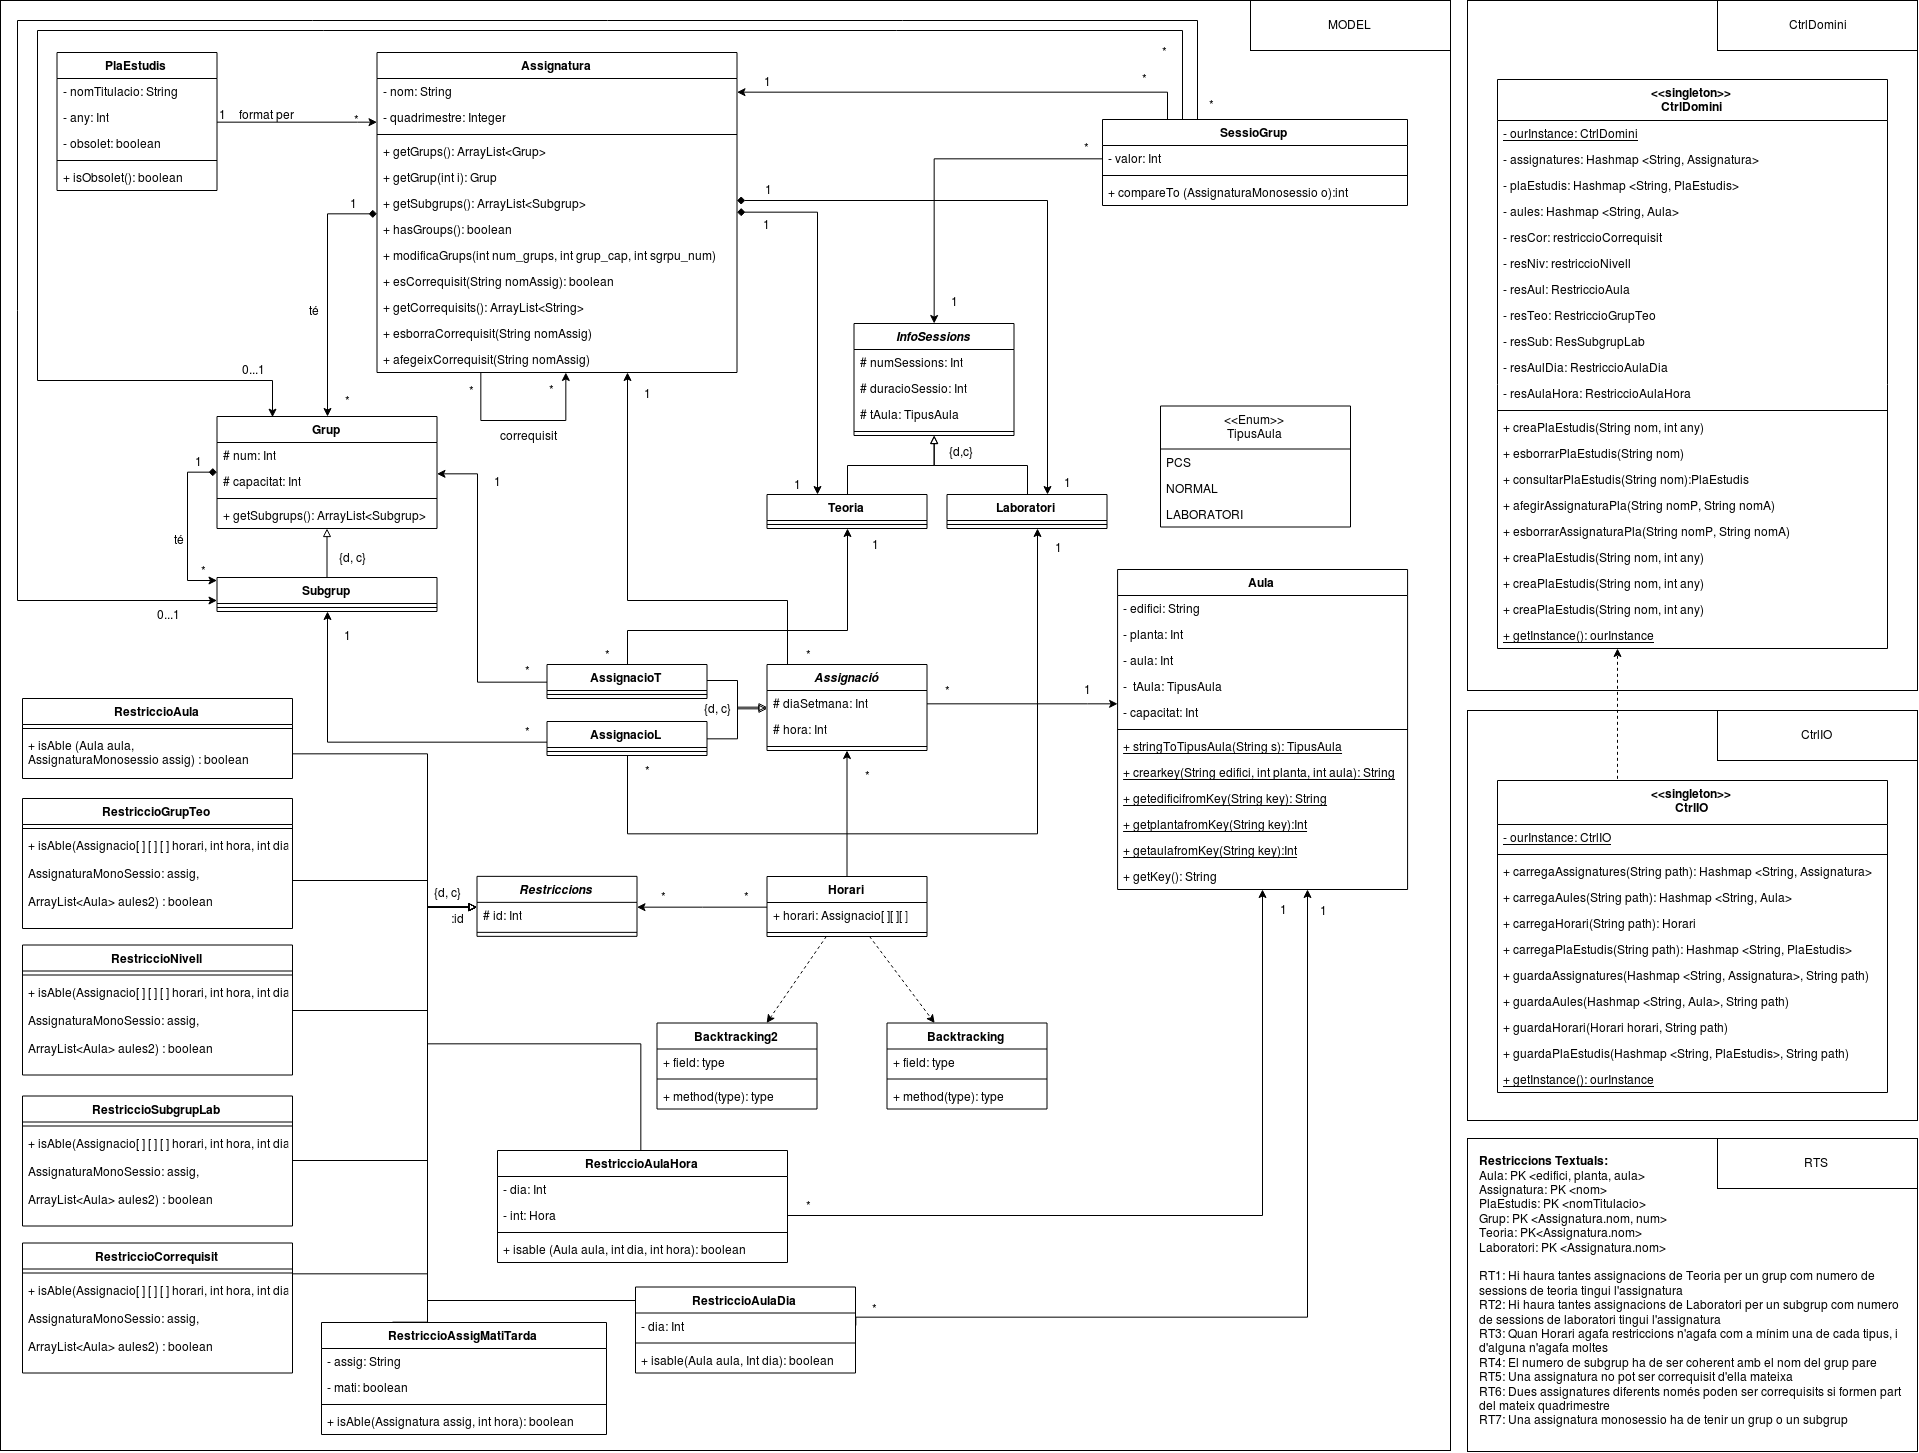 MODEL
PlaEstudis
- nomTitulacio: String
- any: Int
- obsolet: boolean
+ isObsolet(): boolean
1
format per
*
Assignatura
- nom: String
- quadrimestre: Integer
+ getGrups(): ArrayList<Grup>
+ getGrup(int i): Grup
+ getSubgrups(): ArrayList<Subgrup>
+ hasGroups(): boolean
+ modificaGrups(int num_grups, int grup_cap, int sgrpu_num)
+ esCorrequisit(String nomAssig): boolean
+ getCorrequisits(): ArrayList<String>
+ esborraCorrequisit(String nomAssig)
+ afegeixCorrequisit(String nomAssig)
*
*
correquisit
1
1
1
1
*
*
*
*
SessioGrup
- valor: Int
+ compareTo (AssignaturaMonosessio o):int
1
té
*
0...1
Grup
# num: Int
# capacitat: Int
+ getSubgrups(): ArrayList<Subgrup>
1
té
*
0...1
{d, c}
Subgrup
1
1
1
InfoSessions
# numSessions: Int
# duracioSessio: Int
# tAula: TipusAula
{d,c}
1
1
Teoria
Laboratori
1
1
<<Enum>>
TipusAula
PCS
NORMAL
LABORATORI
*
*
AssignacioT
*
AssignacioL
*
{d, c}
*
Assignació
# diaSetmana: Int
# hora: Int
*
1
*
Aula
- edifici: String
- planta: Int
- aula: Int
-  tAula: TipusAula
- capacitat: Int
+ stringToTipusAula(String s): TipusAula
+ crearkey(String edifici, int planta, int aula): String
+ getedificifromKey(String key): String
+ getplantafromKey(String key):Int
+ getaulafromKey(String key):Int
+ getKey(): String
1
1
RestriccioAula
+ isAble (Aula aula,
AssignaturaMonosessio assig) : boolean
RestriccioGrupTeo
+ isAble(Assignacio[ ] [ ] [ ] horari, int hora, int dia
AssignaturaMonoSessio: assig,
ArrayList<Aula> aules2) : boolean
RestriccioNivell
+ isAble(Assignacio[ ] [ ] [ ] horari, int hora, int dia
AssignaturaMonoSessio: assig,
ArrayList<Aula> aules2) : boolean
RestriccioSubgrupLab
+ isAble(Assignacio[ ] [ ] [ ] horari, int hora, int dia
AssignaturaMonoSessio: assig,
ArrayList<Aula> aules2) : boolean
RestriccioCorrequisit
+ isAble(Assignacio[ ] [ ] [ ] horari, int hora, int dia
AssignaturaMonoSessio: assig,
ArrayList<Aula> aules2) : boolean
{d, c}
:id
Restriccions
# id: Int
*
*
Horari
+ horari: Assignacio[ ][ ][ ]
Backtracking2
+ field: type
+ method(type): type
Backtracking
+ field: type
+ method(type): type
RestriccioAulaHora
- dia: Int
- int: Hora
+ isable (Aula aula, int dia, int hora): boolean
*
RestriccioAulaDia
- dia: Int
+ isable(Aula aula, Int dia): boolean
*
RestriccioAssigMatiTarda
- assig: String
- mati: boolean
+ isAble(Assignatura assig, int hora): boolean
CtrlDomini
<<singleton>>
CtrlDomini
- ourInstance: CtrlDomini
- assignatures: Hashmap <String, Assignatura>
- plaEstudis: Hashmap <String, PlaEstudis>
- aules: Hashmap <String, Aula>
- resCor: restriccioCorrequisit
- resNiv: restriccioNivell
- resAul: RestriccioAula
- resTeo: RestriccioGrupTeo
- resSub: ResSubgrupLab
- resAulDia: RestriccioAulaDia
- resAulaHora: RestriccioAulaHora
+ creaPlaEstudis(String nom, int any)
+ esborrarPlaEstudis(String nom)
+ consultarPlaEstudis(String nom):PlaEstudis
+ afegirAssignaturaPla(String nomP, String nomA)
+ esborrarAssignaturaPla(String nomP, String nomA)
+ creaPlaEstudis(String nom, int any)
+ creaPlaEstudis(String nom, int any)
+ creaPlaEstudis(String nom, int any)
+ getInstance(): ourInstance
CtrlIO
<<singleton>>
CtrlIO
- ourInstance: CtrlIO
+ carregaAssignatures(String path): Hashmap <String, Assignatura>
+ carregaAules(String path): Hashmap <String, Aula>
+ carregaHorari(String path): Horari
+ carregaPlaEstudis(String path): Hashmap <String, PlaEstudis>
+ guardaAssignatures(Hashmap <String, Assignatura>, String path)
+ guardaAules(Hashmap <String, Aula>, String path)
+ guardaHorari(Horari horari, String path)
+ guardaPlaEstudis(Hashmap <String, PlaEstudis>, String path)
+ getInstance(): ourInstance
RTS
Restriccions Textuals:
Aula: PK <edifici, planta, aula>
Assignatura: PK <nom>
PlaEstudis: PK <nomTitulacio>
Grup: PK <Assignatura.nom, num>
Teoria: PK<Assignatura.nom>
Laboratori: PK <Assignatura.nom>
RT1: Hi haura tantes assignacions de Teoria per un grup com numero de
sessions de teoria tingui l'assignatura
RT2: Hi haura tantes assignacions de Laboratori per un subgrup com numero
de sessions de laboratori tingui l'assignatura
RT3: Quan Horari agafa restriccions n'agafa com a mínim una de cada tipus, i
d'alguna n'agafa moltes
RT4: El numero de subgrup ha de ser coherent amb el nom del grup pare
RT5: Una assignatura no pot ser correquisit d'ella mateixa
RT6: Dues assignatures diferents només poden ser correquisits si formen part
del mateix quadrimestre
RT7: Una assignatura monosessio ha de tenir un grup o un subgrup